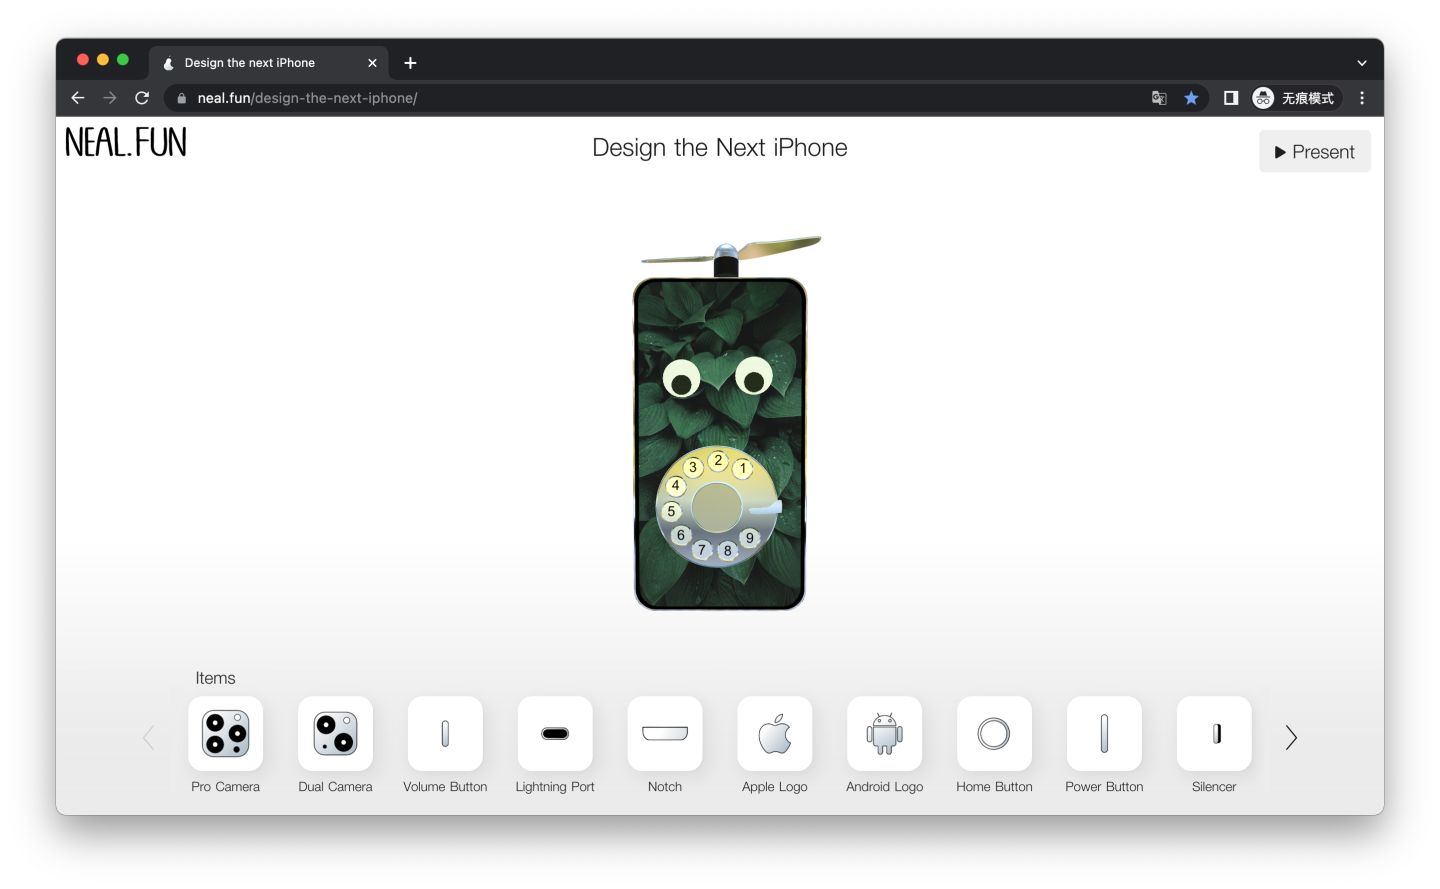 Design the next iPhone
neal.fun/design-the-next-iphone/
无痕模式
NEAL.FUN
Design the Next iPhone
Present
3 2 1
4
5
6 7 8 9
Items
Pro Camera
Dual Camera
Volume Button
Lightning Port
Notch
Apple Logo
Android Logo
Home Button
Power Button
Silencer